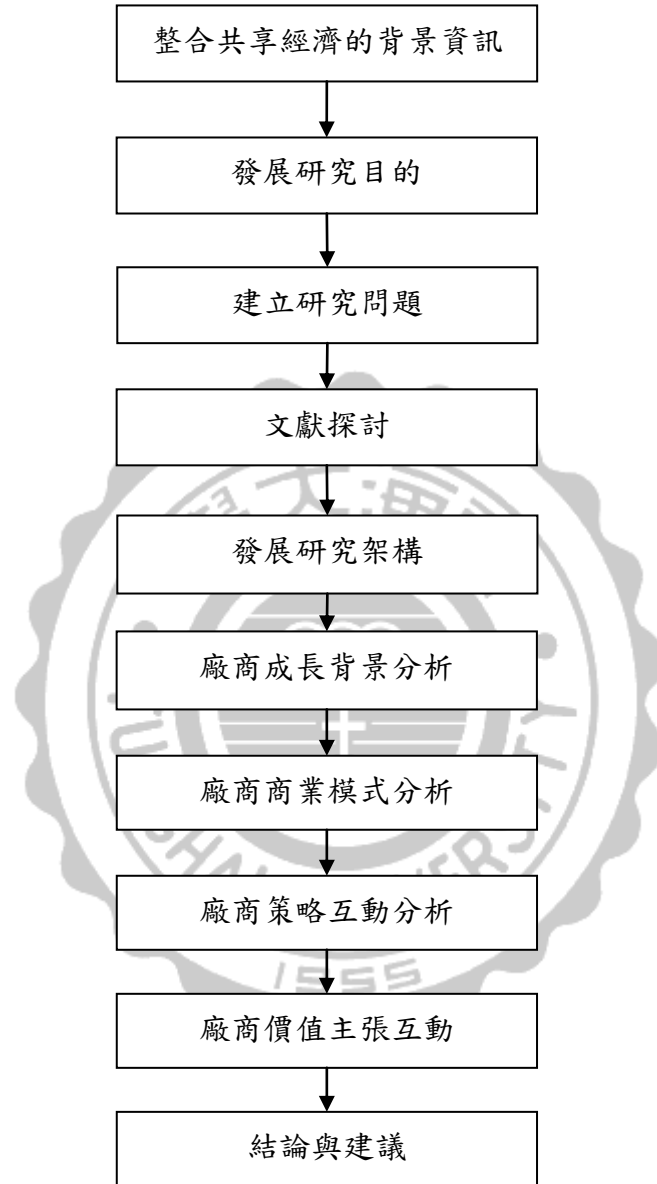 整合共享經濟的背景資訊
發展研究目的
建立研究問題
文獻探討
發展研究架構
廠商成長背景分析
廠商商業模式分析
廠商策略互動分析
廠商價值主張互動
結論與建議
1955